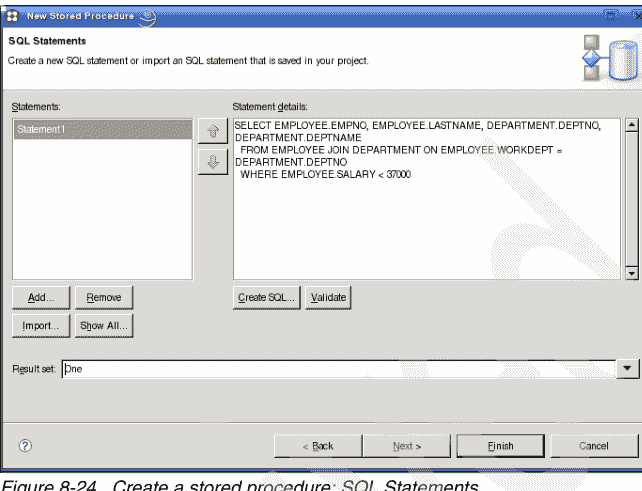 New Stored Procedure
SQL Statements
Create a new SQL statement or import an SQL statement that is saved in your project.
Statements:
Statement details:
Statement1
SELECT EMPLOYEE.EMPNO, EMPLOYEE.LASTNAME, DEPARTMENT.DEPTNO,
DEPARTMENT.DEPTNAME
FROM EMPLOYEE JOIN DEPARTMENT ON EMPLOYEE.WORKDEPT =
DEPARTMENT.DEPTNO
WHERE EMPLOYEE.SALARY < 37000
Add... Remove
Create SQL... Validate
Import... Show All...
Result set: One
< Back Next > Finish Cancel
Figure 8-24 Create a stored procedure: SQL Statements